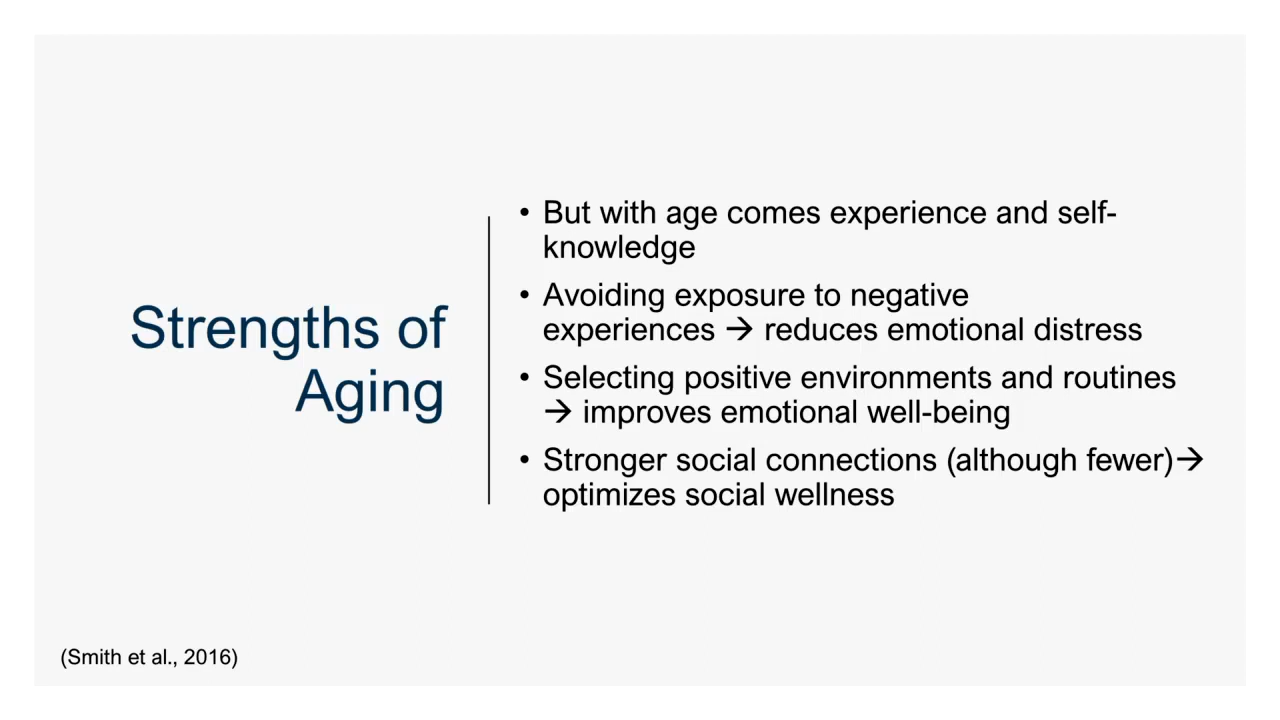 Strengths of
Aging
• But with age comes experience and self-
knowledge
• Avoiding exposure to negative
experiences → reduces emotional distress
• Selecting positive environments and routines
→ improves emotional well-being
• Stronger social connections (although fewer)→
optimizes social wellness
(Smith et al., 2016)